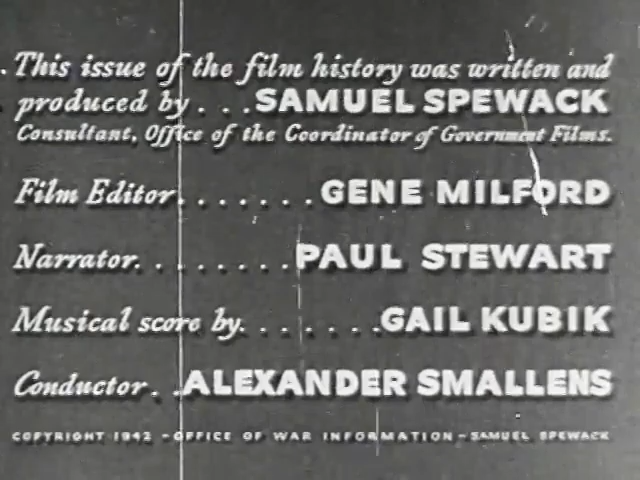 This issue of the film history was written and
produced by . . . SAMUEL SPEWACK
Consultant, Office of the Coordinator of Government Films.
Film Editor . . . . . . . GENE MILFORD
Narrator. . . . . . . . PAUL STEWART
Musical score by. . . . . . .GAIL KUBIK
Conductor. . .ALEXANDER SMALLENS
COPYRIGHT 1942 - OFFICE OF WAR INFORMATION - SAMUEL SPEWACK